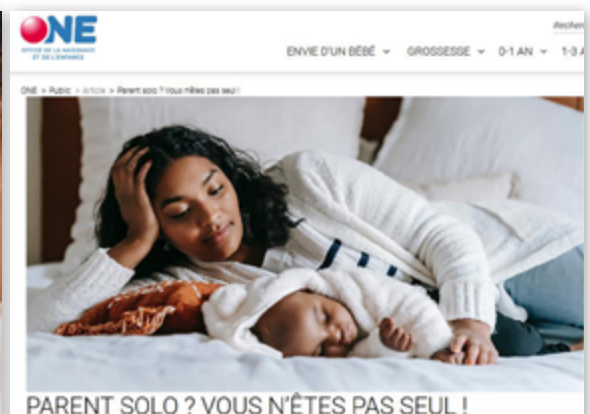 ONE
OFFICE DE LA NAISSANCE
ET DE L'ENFANCE
Recher
ENVIE D'UN BÉBÉ GROSSESSE 0-1 AN 1-3 A
ONE > Public > Article > Parent solo ? Vous n'êtes pas seul !
PARENT SOLO ? VOUS N'ÊTES PAS SEUL !